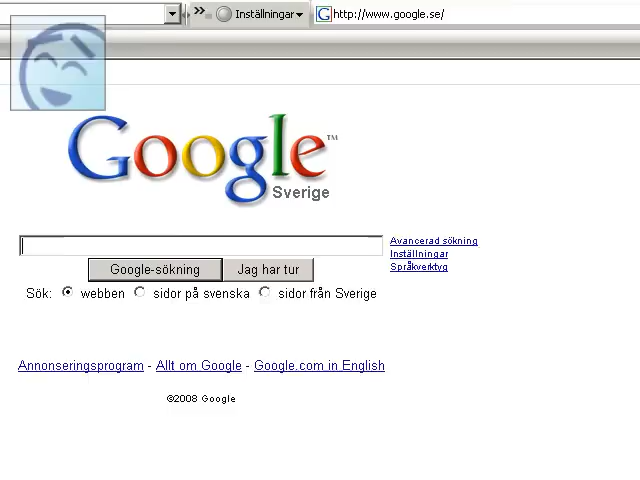 Inställningar
http://www.google.se/
Google™
Sverige
Avancerad sökning
Inställningar
Språkverktyg
Google-sökning Jag har tur
Sök: webben sidor på svenska sidor från Sverige
Annonseringsprogram - Allt om Google - Google.com in English
©2008 Google